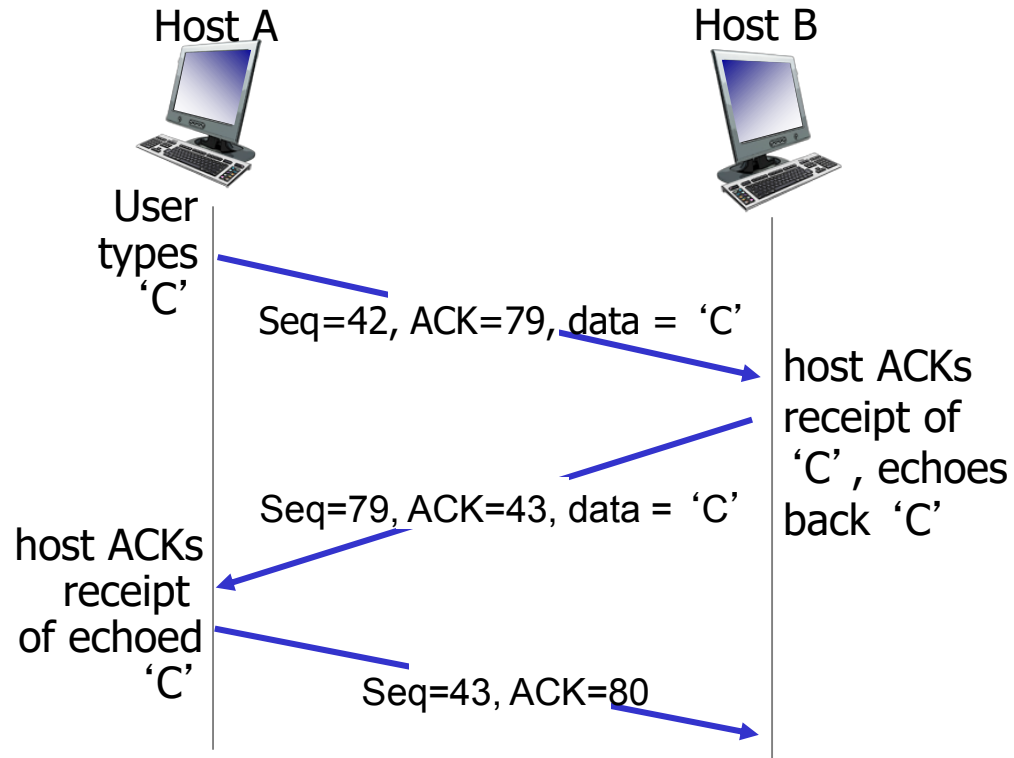 Host A
Host B
User
types
‘C’
Seq=42, ACK=79, data = ‘C’
host ACKs
receipt of
‘C’, echoes
back ‘C’
Seq=79, ACK=43, data = ‘C’
host ACKs
receipt
of echoed
‘C’
Seq=43, ACK=80